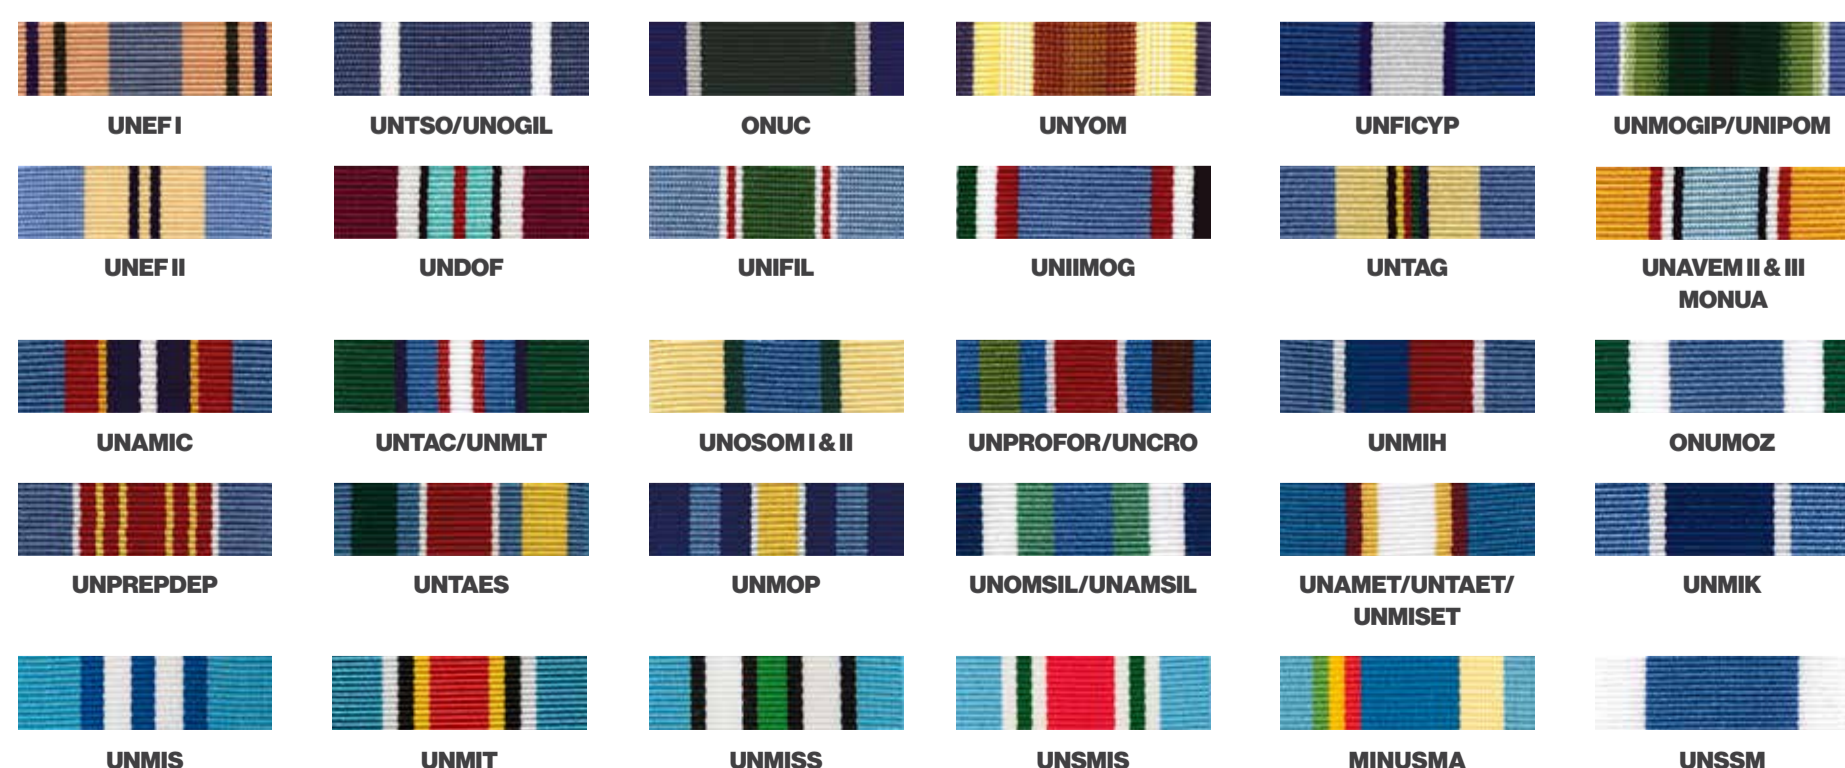 UNEF I
UNTSO/UNOGIL
ONUC
UNYOM
UNFICYP
UNMOGIP/UNIPOM
UNEF II
UNDOF
UNIFIL
UNIIMOG
UNTAG
UNAVEM II & III
MONUA
UNAMIC
UNTAC/UNMLT
UNOSOM I & II
UNPROFOR/UNCRO
UNMIH
ONUMOZ
UNPREPDEP
UNTAES
UNMOP
UNOMSIL/UNAMSIL
UNAMET/UNTAET/
UNMISET
UNMIK
UNMIS
UNMIT
UNMISS
UNSMIS
MINUSMA
UNSSM